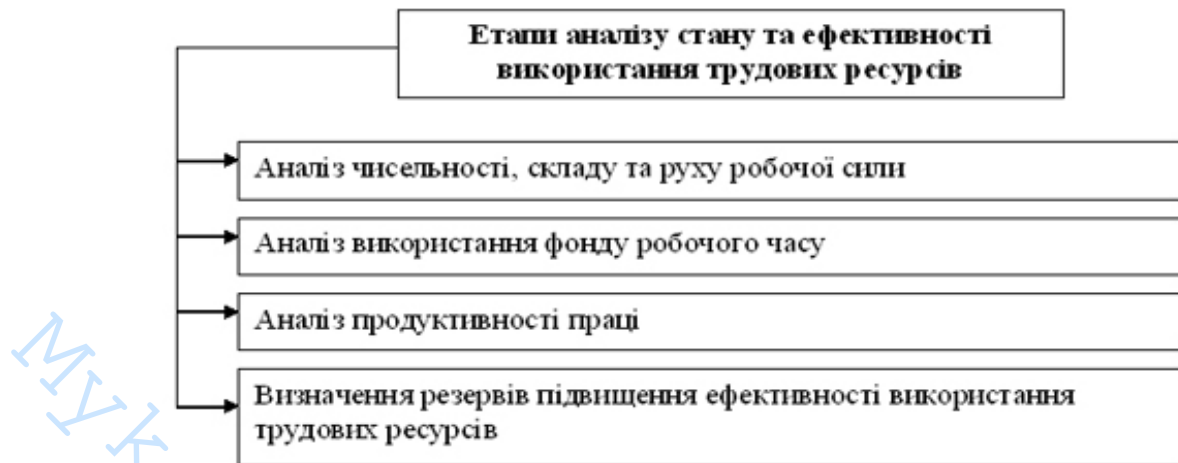 Етапи аналізу стану та ефективності
використання трудових ресурсів
Аналіз чисельності, складу та руху робочої сили
Аналіз використання фонду робочого часу
Аналіз продуктивності праці
Визначення резервів підвищення ефективності використання
трудових ресурсів
Myk